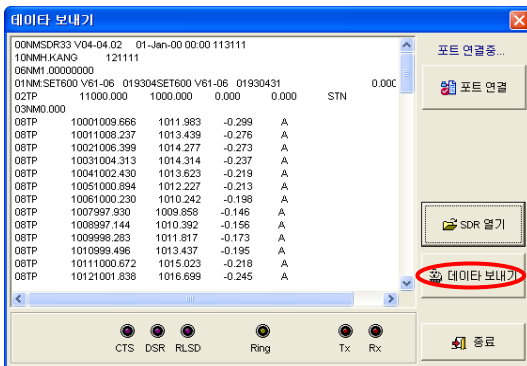 데이타 보내기
00NMSDR33 V04-04.02 01-Jan-00 00:00 113111
10NMH.KANG 121111
06NM1.00000000
01NM:SET600 V61-06 019304SET600 V61-06 01930431 0.000
02TP 11000.000 1000.000 0.000 0.000 STN
03NM0.000
08TP 10001009.666 1011.983 -0.299 A
08TP 10011008.237 1013.439 -0.276 A
08TP 10021006.399 1014.277 -0.273 A
08TP 10031004.313 1014.314 -0.237 A
08TP 10041002.430 1013.623 -0.219 A
08TP 10051000.894 1012.227 -0.213 A
08TP 10061000.230 1010.242 -0.198 A
08TP 1007997.930 1009.858 -0.146 A
08TP 1008997.144 1010.392 -0.156 A
08TP 1009998.283 1011.817 -0.173 A
08TP 1010999.496 1013.437 -0.195 A
08TP 10111000.672 1015.023 -0.218 A
08TP 10121001.838 1016.699 -0.245 A
포트 연결중...
포트 연결
SDR 열기
데이타 보내기
종료
CTS DSR RLSD Ring Tx Rx